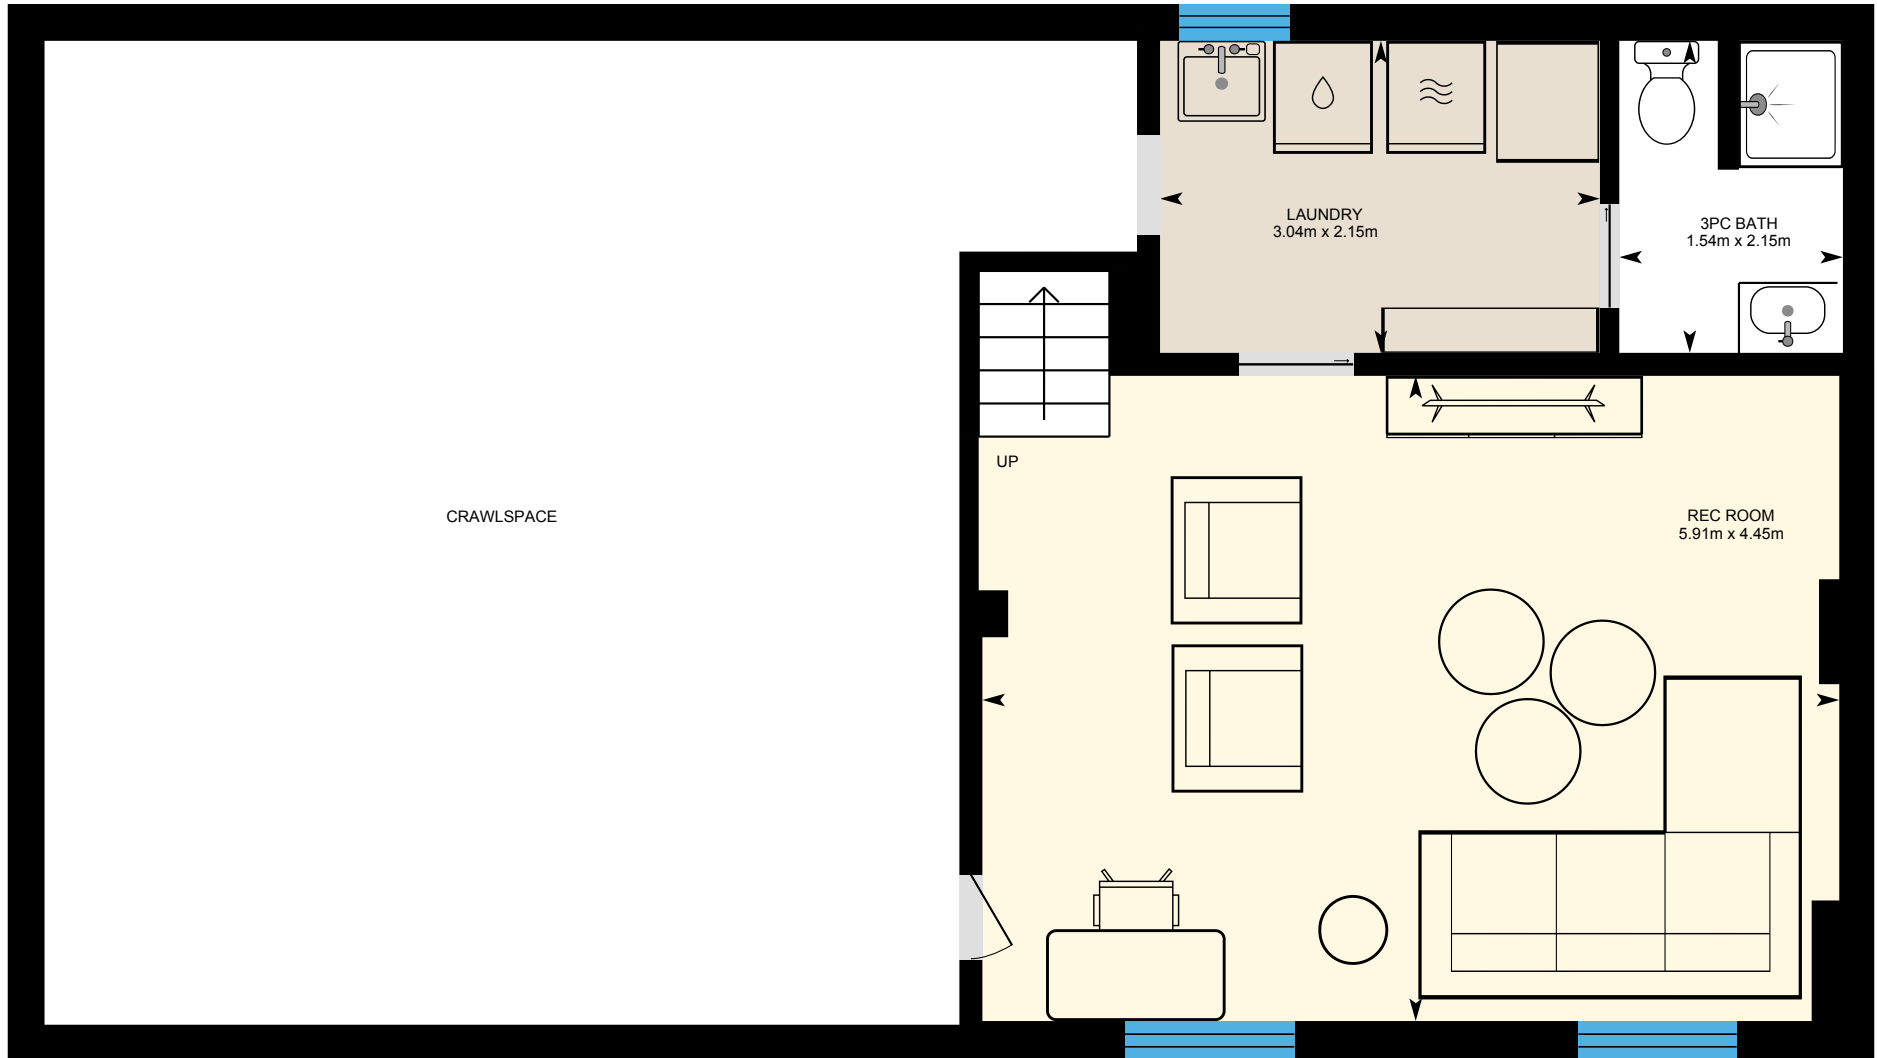 LAUNDRY
3.04m x 2.15m
3PC BATH
1.54m x 2.15m
UP
CRAWLSPACE
REC ROOM
5.91m x 4.45m